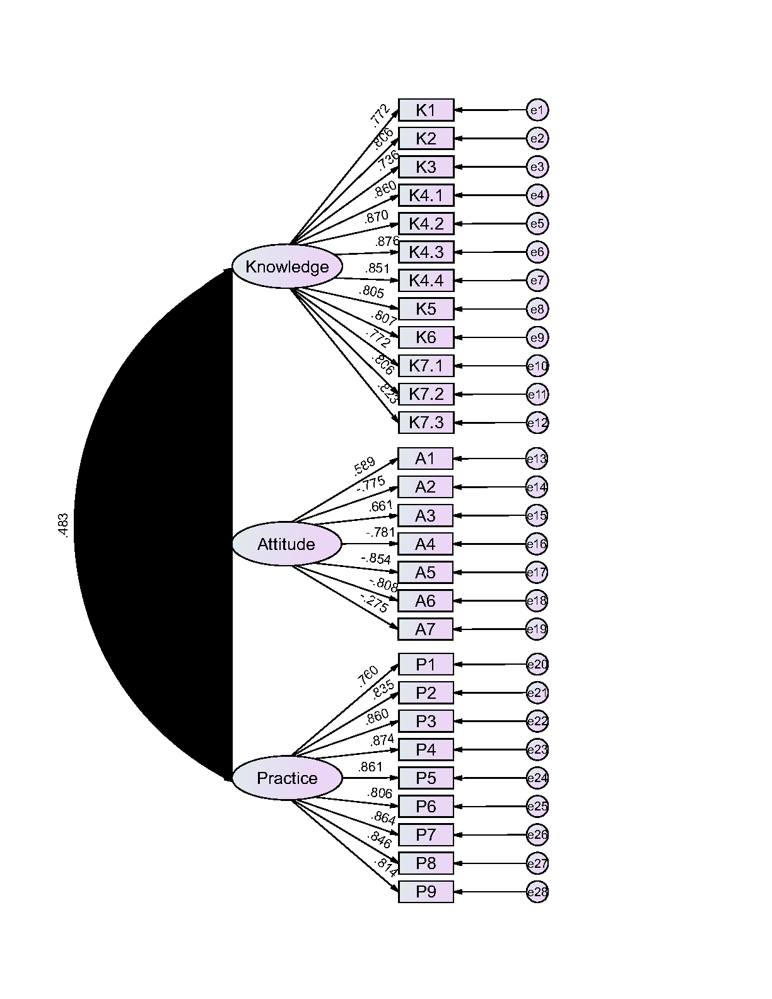 .772 K1 e1
.806 K2 e2
.736 K3 e3
.860 K4.1 e4
.870 K4.2 e5
.876 K4.3 e6
Knowledge
.851 K4.4 e7
.805 K5 e8
.807 K6 e9
.772 K7.1 e10
.806 K7.2 e11
.823 K7.3 e12
.589 A1 e13
-.775 A2 e14
.661 A3 e15
.483
Attitude
-.781 A4 e16
-.854 A5 e17
-.808 A6 e18
-.275 A7 e19
.760 P1 e20
.835 P2 e21
.860 P3 e22
.874 P4 e23
Practice
.861 P5 e24
.806 P6 e25
.864 P7 e26
.846 P8 e27
.814 P9 e28